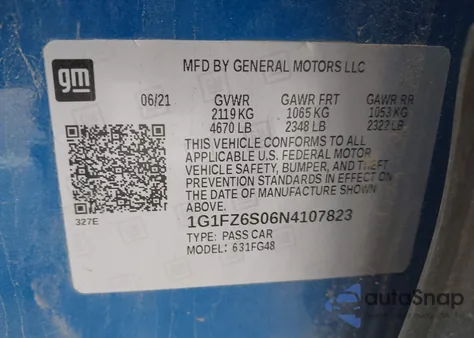 gm
MFD BY GENERAL MOTORS LLC
06/21 GVWR GAWR FRT GAWR RR
2119 KG 1065 KG 1053 KG
4670 LB 2348 LB 2322 LB
THIS VEHICLE CONFORMS TO ALL
APPLICABLE U.S. FEDERAL MOTOR
VEHICLE SAFETY, BUMPER, AND THEFT
PREVENTION STANDARDS IN EFFECT ON
THE DATE OF MANUFACTURE SHOWN
ABOVE.
327E
1G1FZ6S06N4107823
TYPE: PASS CAR
MODEL: 631FG48
autoSnap